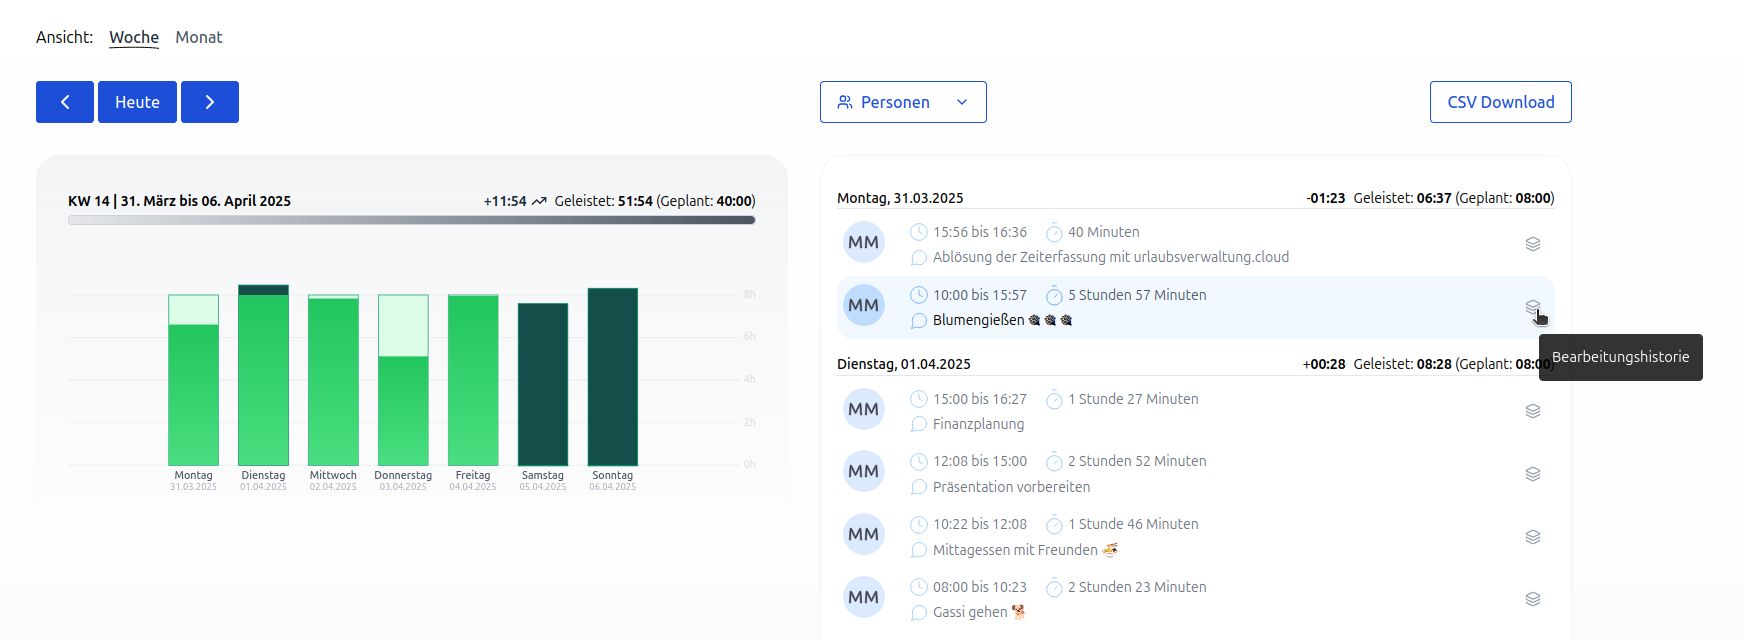 Ansicht: Woche Monat
Heute
Personen
CSV Download
KW 14 | 31. März bis 06. April 2025 +11:54 Geleistet: 51:54 (Geplant: 40:00)
8h
6h
4h
2h
0h
Montag Dienstag Mittwoch Donnerstag Freitag Samstag Sonntag
31.03.2025 01.04.2025 02.04.2025 03.04.2025 04.04.2025 05.04.2025 06.04.2025
Montag, 31.03.2025 -01:23 Geleistet: 06:37 (Geplant: 08:00)
MM 15:56 bis 16:36 40 Minuten
Ablösung der Zeiterfassung mit urlaubsverwaltung.cloud
MM 10:00 bis 15:57 5 Stunden 57 Minuten
Blumengießen
Bearbeitungshistorie
Dienstag, 01.04.2025 +00:28 Geleistet: 08:28 (Geplant: 08:00)
MM 15:00 bis 16:27 1 Stunde 27 Minuten
Finanzplanung
MM 12:08 bis 15:00 2 Stunden 52 Minuten
Präsentation vorbereiten
MM 10:22 bis 12:08 1 Stunde 46 Minuten
Mittagessen mit Freunden 🍜
MM 08:00 bis 10:23 2 Stunden 23 Minuten
Gassi gehen 🐕